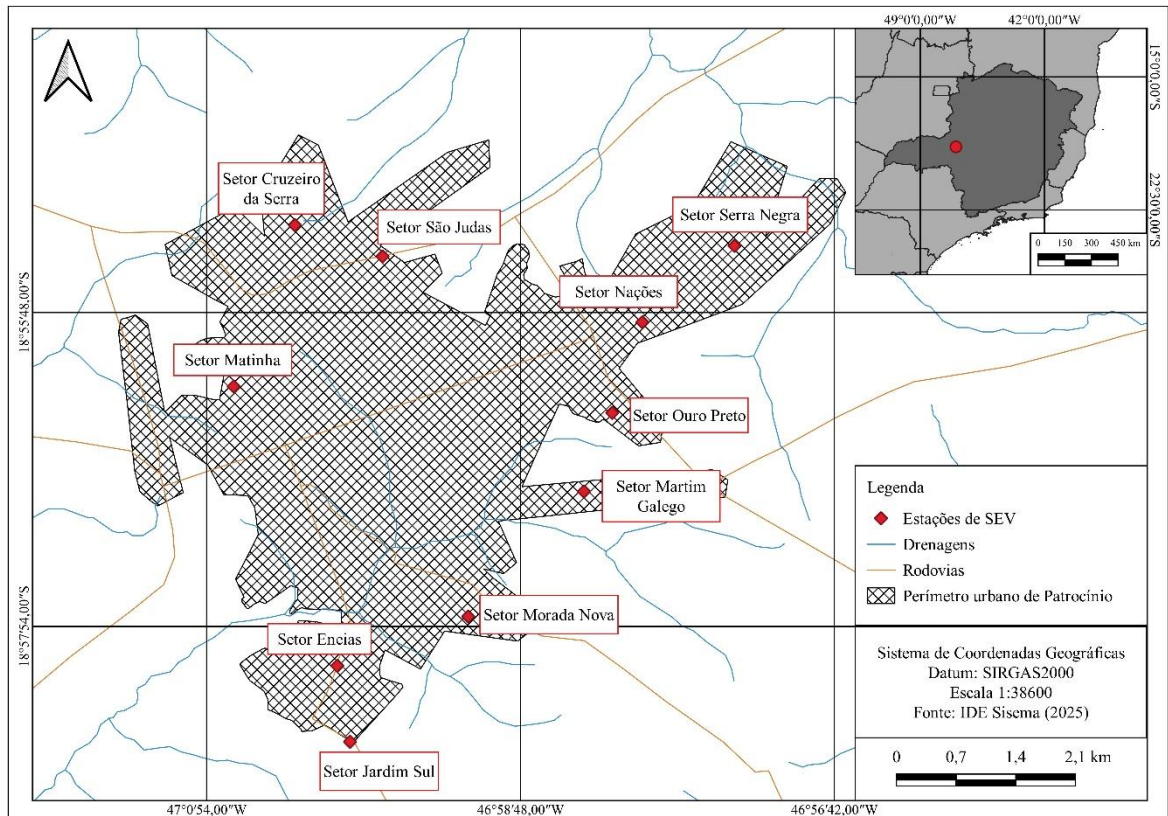 49°0'0,00"W
42°0'0,00"W
15°0'0,00"S
22°30'0,00"S
0 150 300 450 km
Setor Cruzeiro
da Serra
Setor São Judas
Setor Serra Negra
Setor Nações
18°55'48,00"S
Setor Matinha
Setor Ouro Preto
Setor Martim
Galego
Setor Morada Nova
18°57'54,00"S
Setor Eneias
Setor Jardim Sul
Legenda
Estações de SEV
Drenagens
Rodovias
Perímetro urbano de Patrocínio
Sistema de Coordenadas Geográficas
Datum: SIRGAS2000
Escala 1:38600
Fonte: IDE Sisema (2025)
0 0,7 1,4 2,1 km
47°0'54,00"W
46°58'48,00"W
46°56'42,00"W